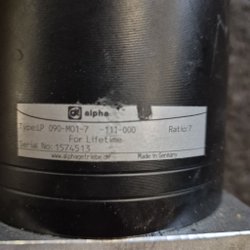 alpha
Type:LP 090-M01-7 -111-000 Ratio:7
For Lifetime
Serial No:1574513
www.alphagetriebe.de Made in Germany